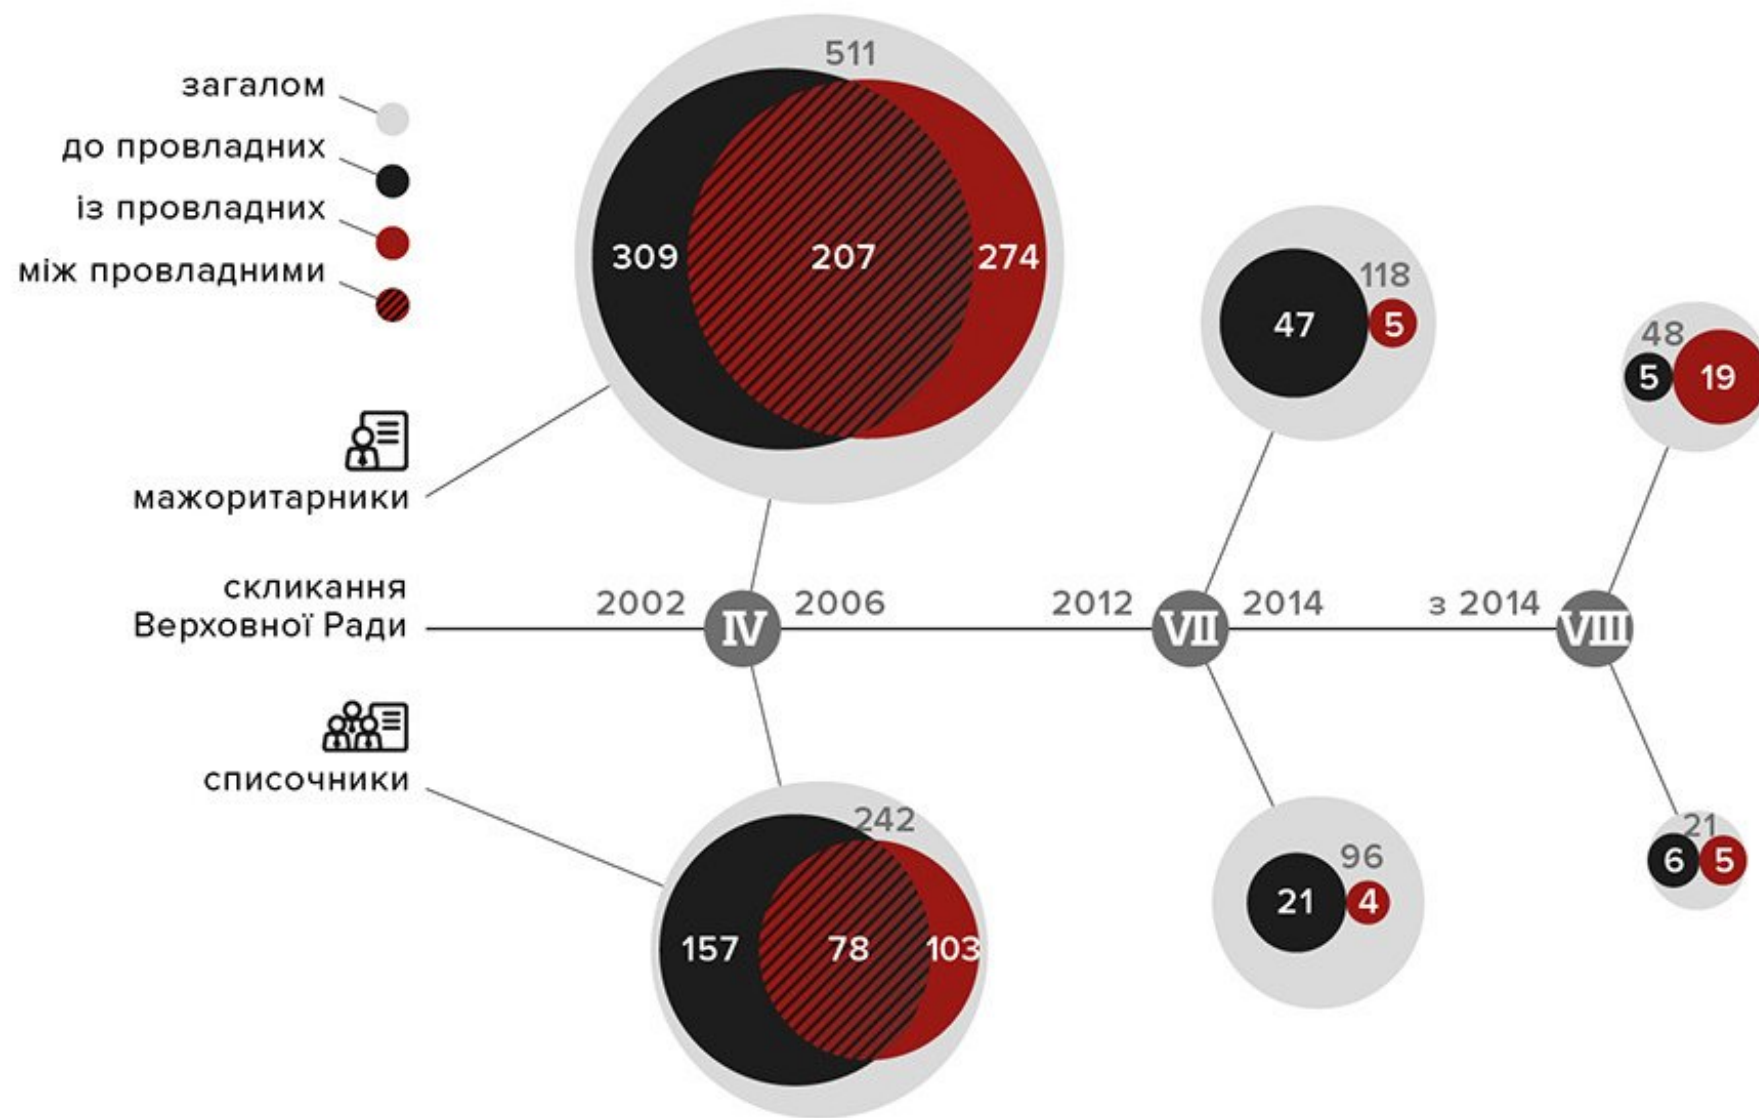 загалом
до провладних
із провладних
між провладними
511
309 207 274
118
47 5
48
5 19
мажоритарники
скликання
Верховної Ради
2002 IV 2006
2012 VII 2014
з 2014 VIII
списочники
242
157 78 103
96
21 4
21
6 5